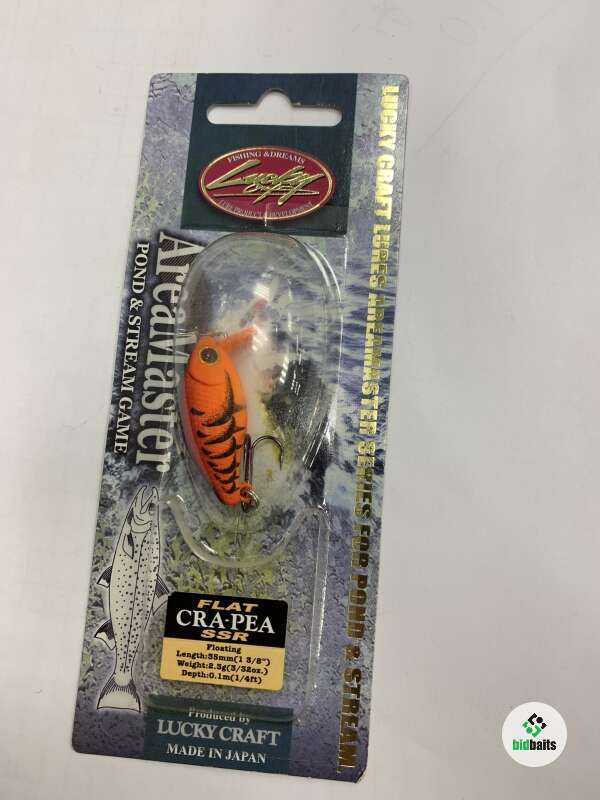 FISHING & DREAMS
Lucky
Craft
LURE PRODUCT & DEVELOPMENT
AreaMaster
POND & STREAM GAME
LUCKY CRAFT LURES AREAMASTER SERIES FOR POND & STREAM
FLAT
CRA-PEA
SSR
Floating
Length:35mm(1 3/8")
Weight:2.3g(3/32oz.)
Depth:0.1m(1/4ft)
Produced by
LUCKY CRAFT
MADE IN JAPAN
bidbaits